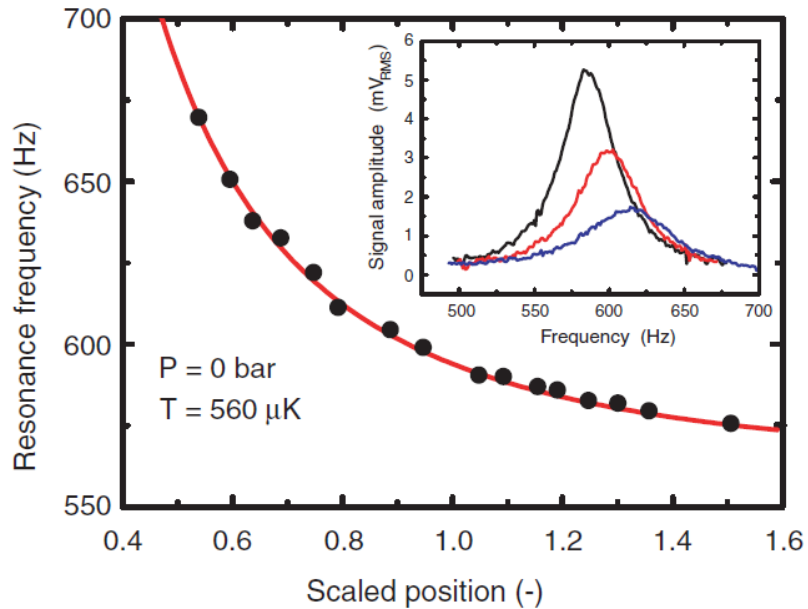 700
650
600
550
Resonance frequency (Hz)
0.4 0.6 0.8 1.0 1.2 1.4 1.6
Scaled position (-)
P = 0 bar
T = 560 μK
6
5
4
3
2
1
0
Signal amplitude (mVRMS)
500 550 600 650 700
Frequency (Hz)